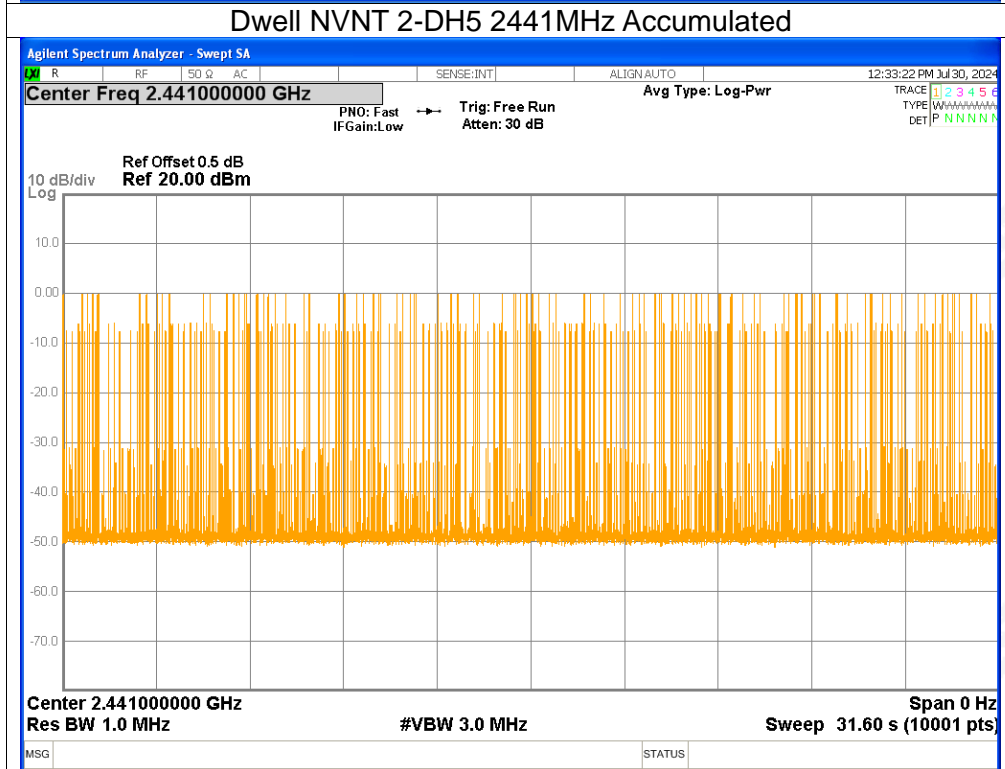 Dwell NVNT 2-DH5 2441MHz Accumulated
Agilent Spectrum Analyzer - Swept SA
LXI R RF 50 Ω AC SENSE:INT ALIGN AUTO 12:33:22 PM Jul 30, 2024
Center Freq 2.441000000 GHz Avg Type: Log-Pwr TRACE 1 2 3 4 5 6
PNO: Fast Trig: Free Run TYPE
IFGain:Low Atten: 30 dB DET P N N N N N
Ref Offset 0.5 dB
10 dB/div Ref 20.00 dBm
Log
10.0
0.00
-10.0
-20.0
-30.0
-40.0
-50.0
-60.0
-70.0
Center 2.441000000 GHz Span 0 Hz
Res BW 1.0 MHz #VBW 3.0 MHz Sweep 31.60 s (10001 pts)
MSG STATUS